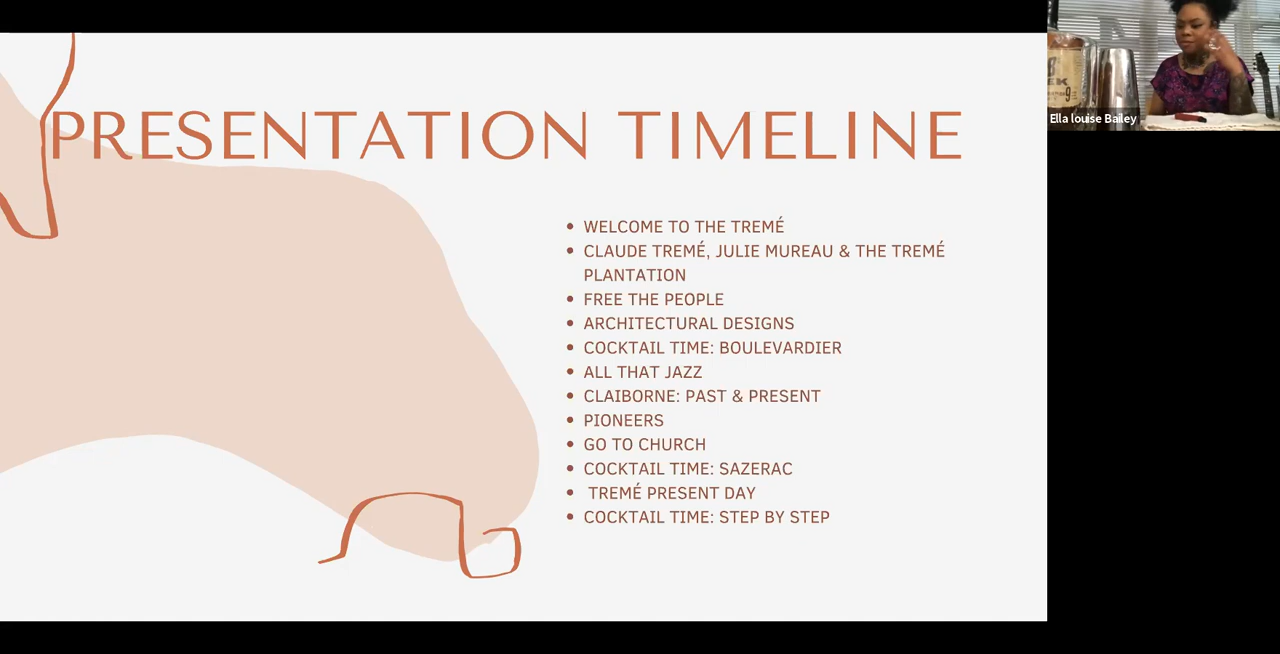 PRESENTATION TIMELINE
WELCOME TO THE TREMÉ
CLAUDE TREMÉ, JULIE MUREAU & THE TREMÉ
PLANTATION
FREE THE PEOPLE
ARCHITECTURAL DESIGNS
COCKTAIL TIME: BOULEVARDIER
ALL THAT JAZZ
CLAIBORNE: PAST & PRESENT
PIONEERS
GO TO CHURCH
COCKTAIL TIME: SAZERAC
TREMÉ PRESENT DAY
COCKTAIL TIME: STEP BY STEP
Ella louise Bailey